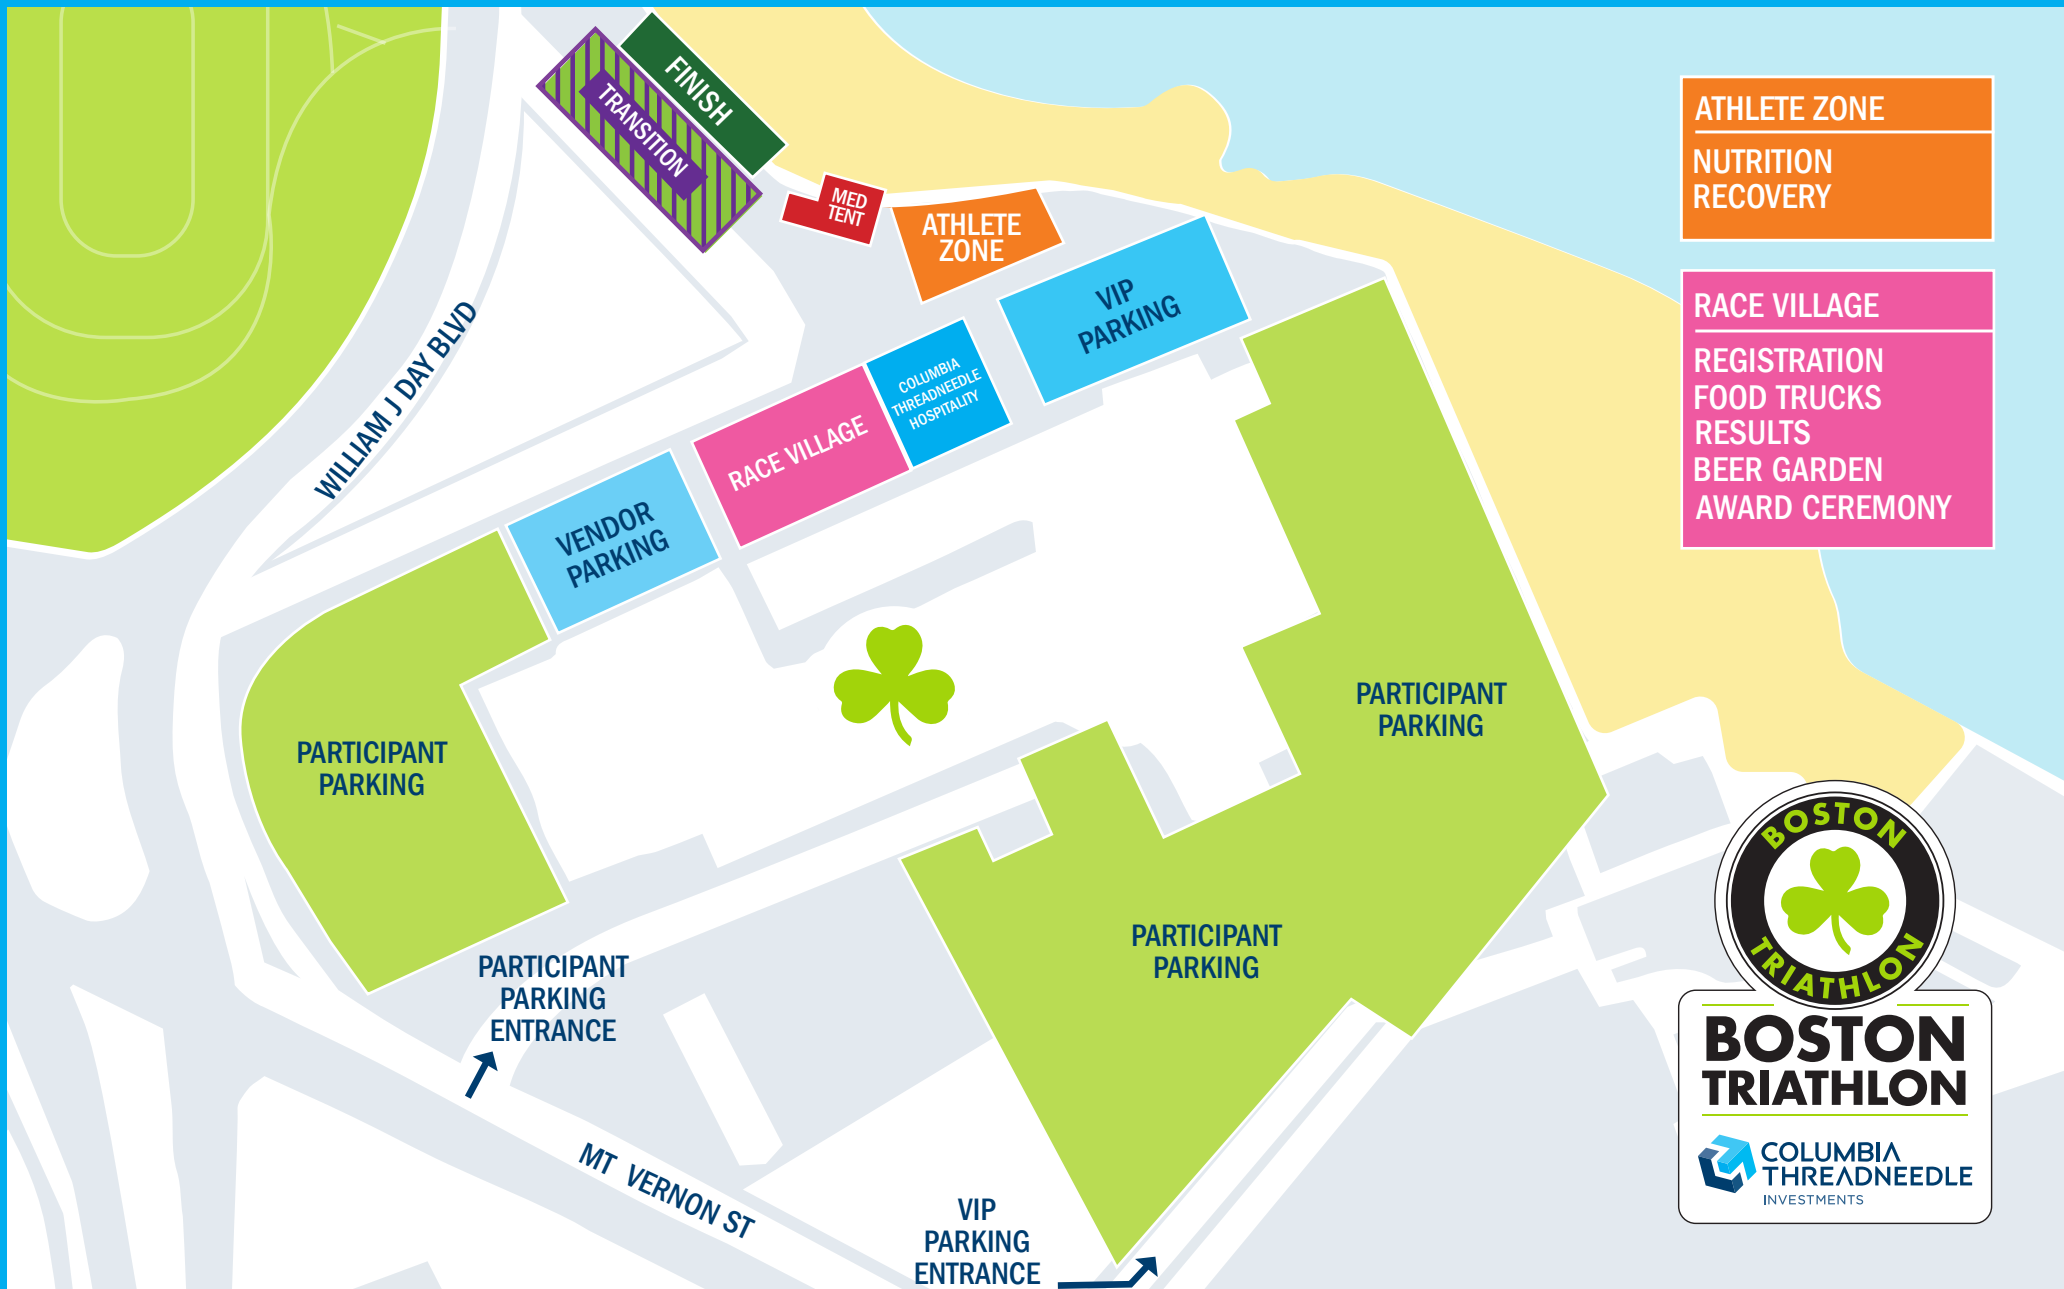 FINISH
TRANSITION
MED
TENT
ATHLETE
ZONE
VIP
PARKING
COLUMBIA
THREADNEEDLE
HOSPITALITY
RACE VILLAGE
VENDOR
PARKING
WILLIAM J DAY BLVD
PARTICIPANT
PARKING
PARTICIPANT
PARKING
PARTICIPANT
PARKING
PARTICIPANT
PARKING
ENTRANCE
MT VERNON ST
VIP
PARKING
ENTRANCE
ATHLETE ZONE
NUTRITION
RECOVERY
RACE VILLAGE
REGISTRATION
FOOD TRUCKS
RESULTS
BEER GARDEN
AWARD CEREMONY
BOSTON
TRIATHLON
BOSTON
TRIATHLON
COLUMBIA
THREADNEEDLE
INVESTMENTS